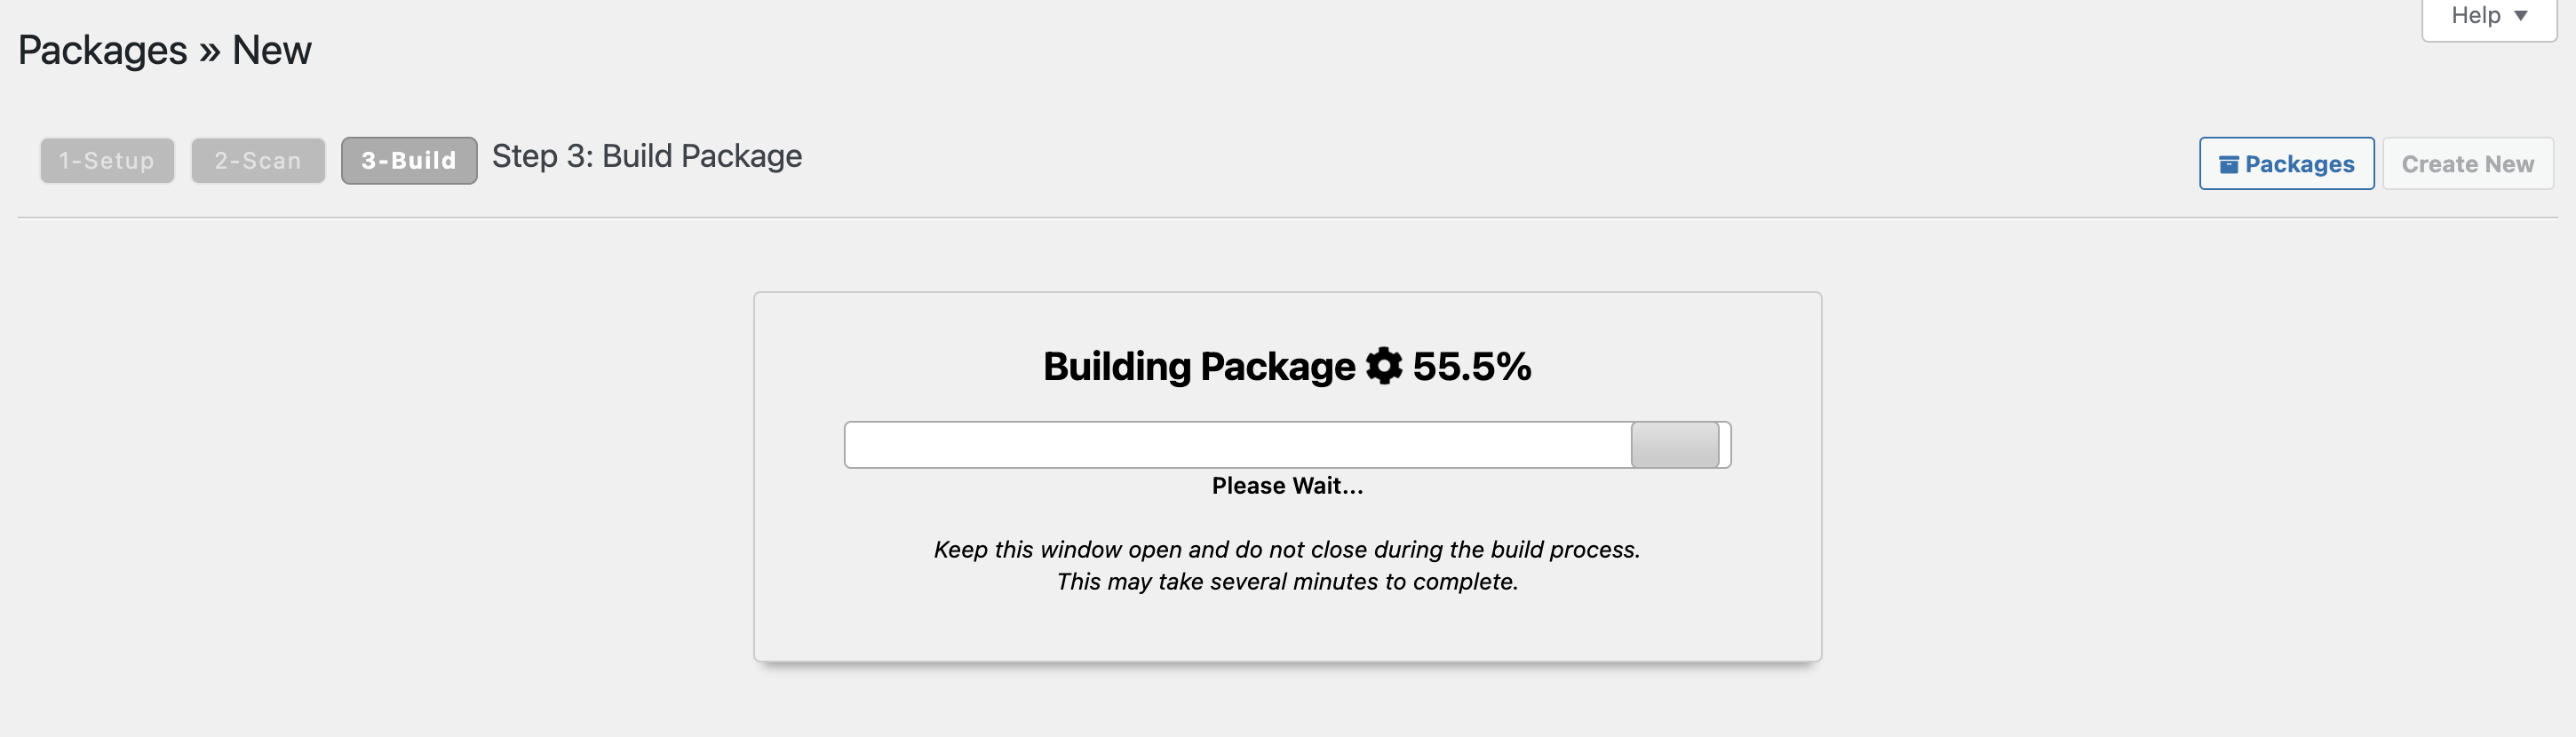 Help ▼
Packages » New
1-Setup 2-Scan 3-Build Step 3: Build Package Packages Create New
Building Package 55.5%
Please Wait...
Keep this window open and do not close during the build process.
This may take several minutes to complete.